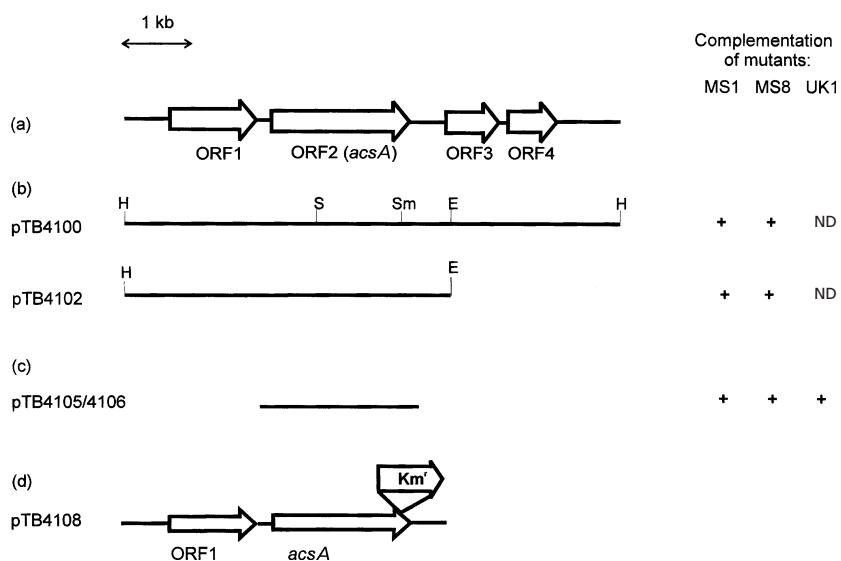 1 kb
Complementation
of mutants:
MS1 MS8 UK1
(a)
ORF1 ORF2 (acsA) ORF3 ORF4
(b)
H S Sm E H
pTB4100 + + ND
H E
pTB4102 + + ND
(c)
pTB4105/4106 + + +
(d)
Kmʳ
pTB4108
ORF1 acsA